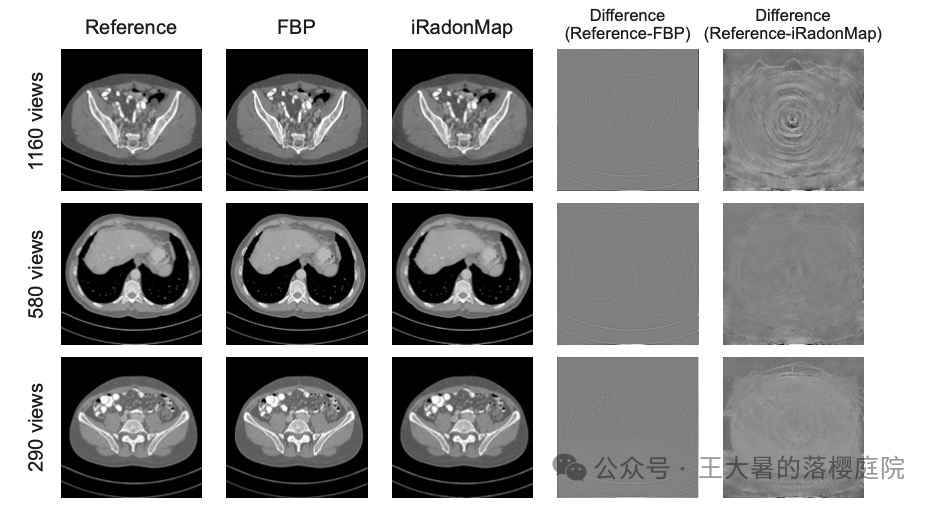 Reference
FBP
iRadonMap
Difference
(Reference-FBP)
Difference
(Reference-iRadonMap)
1160 views
580 views
290 views
公众号 · 王大暑的落樱庭院